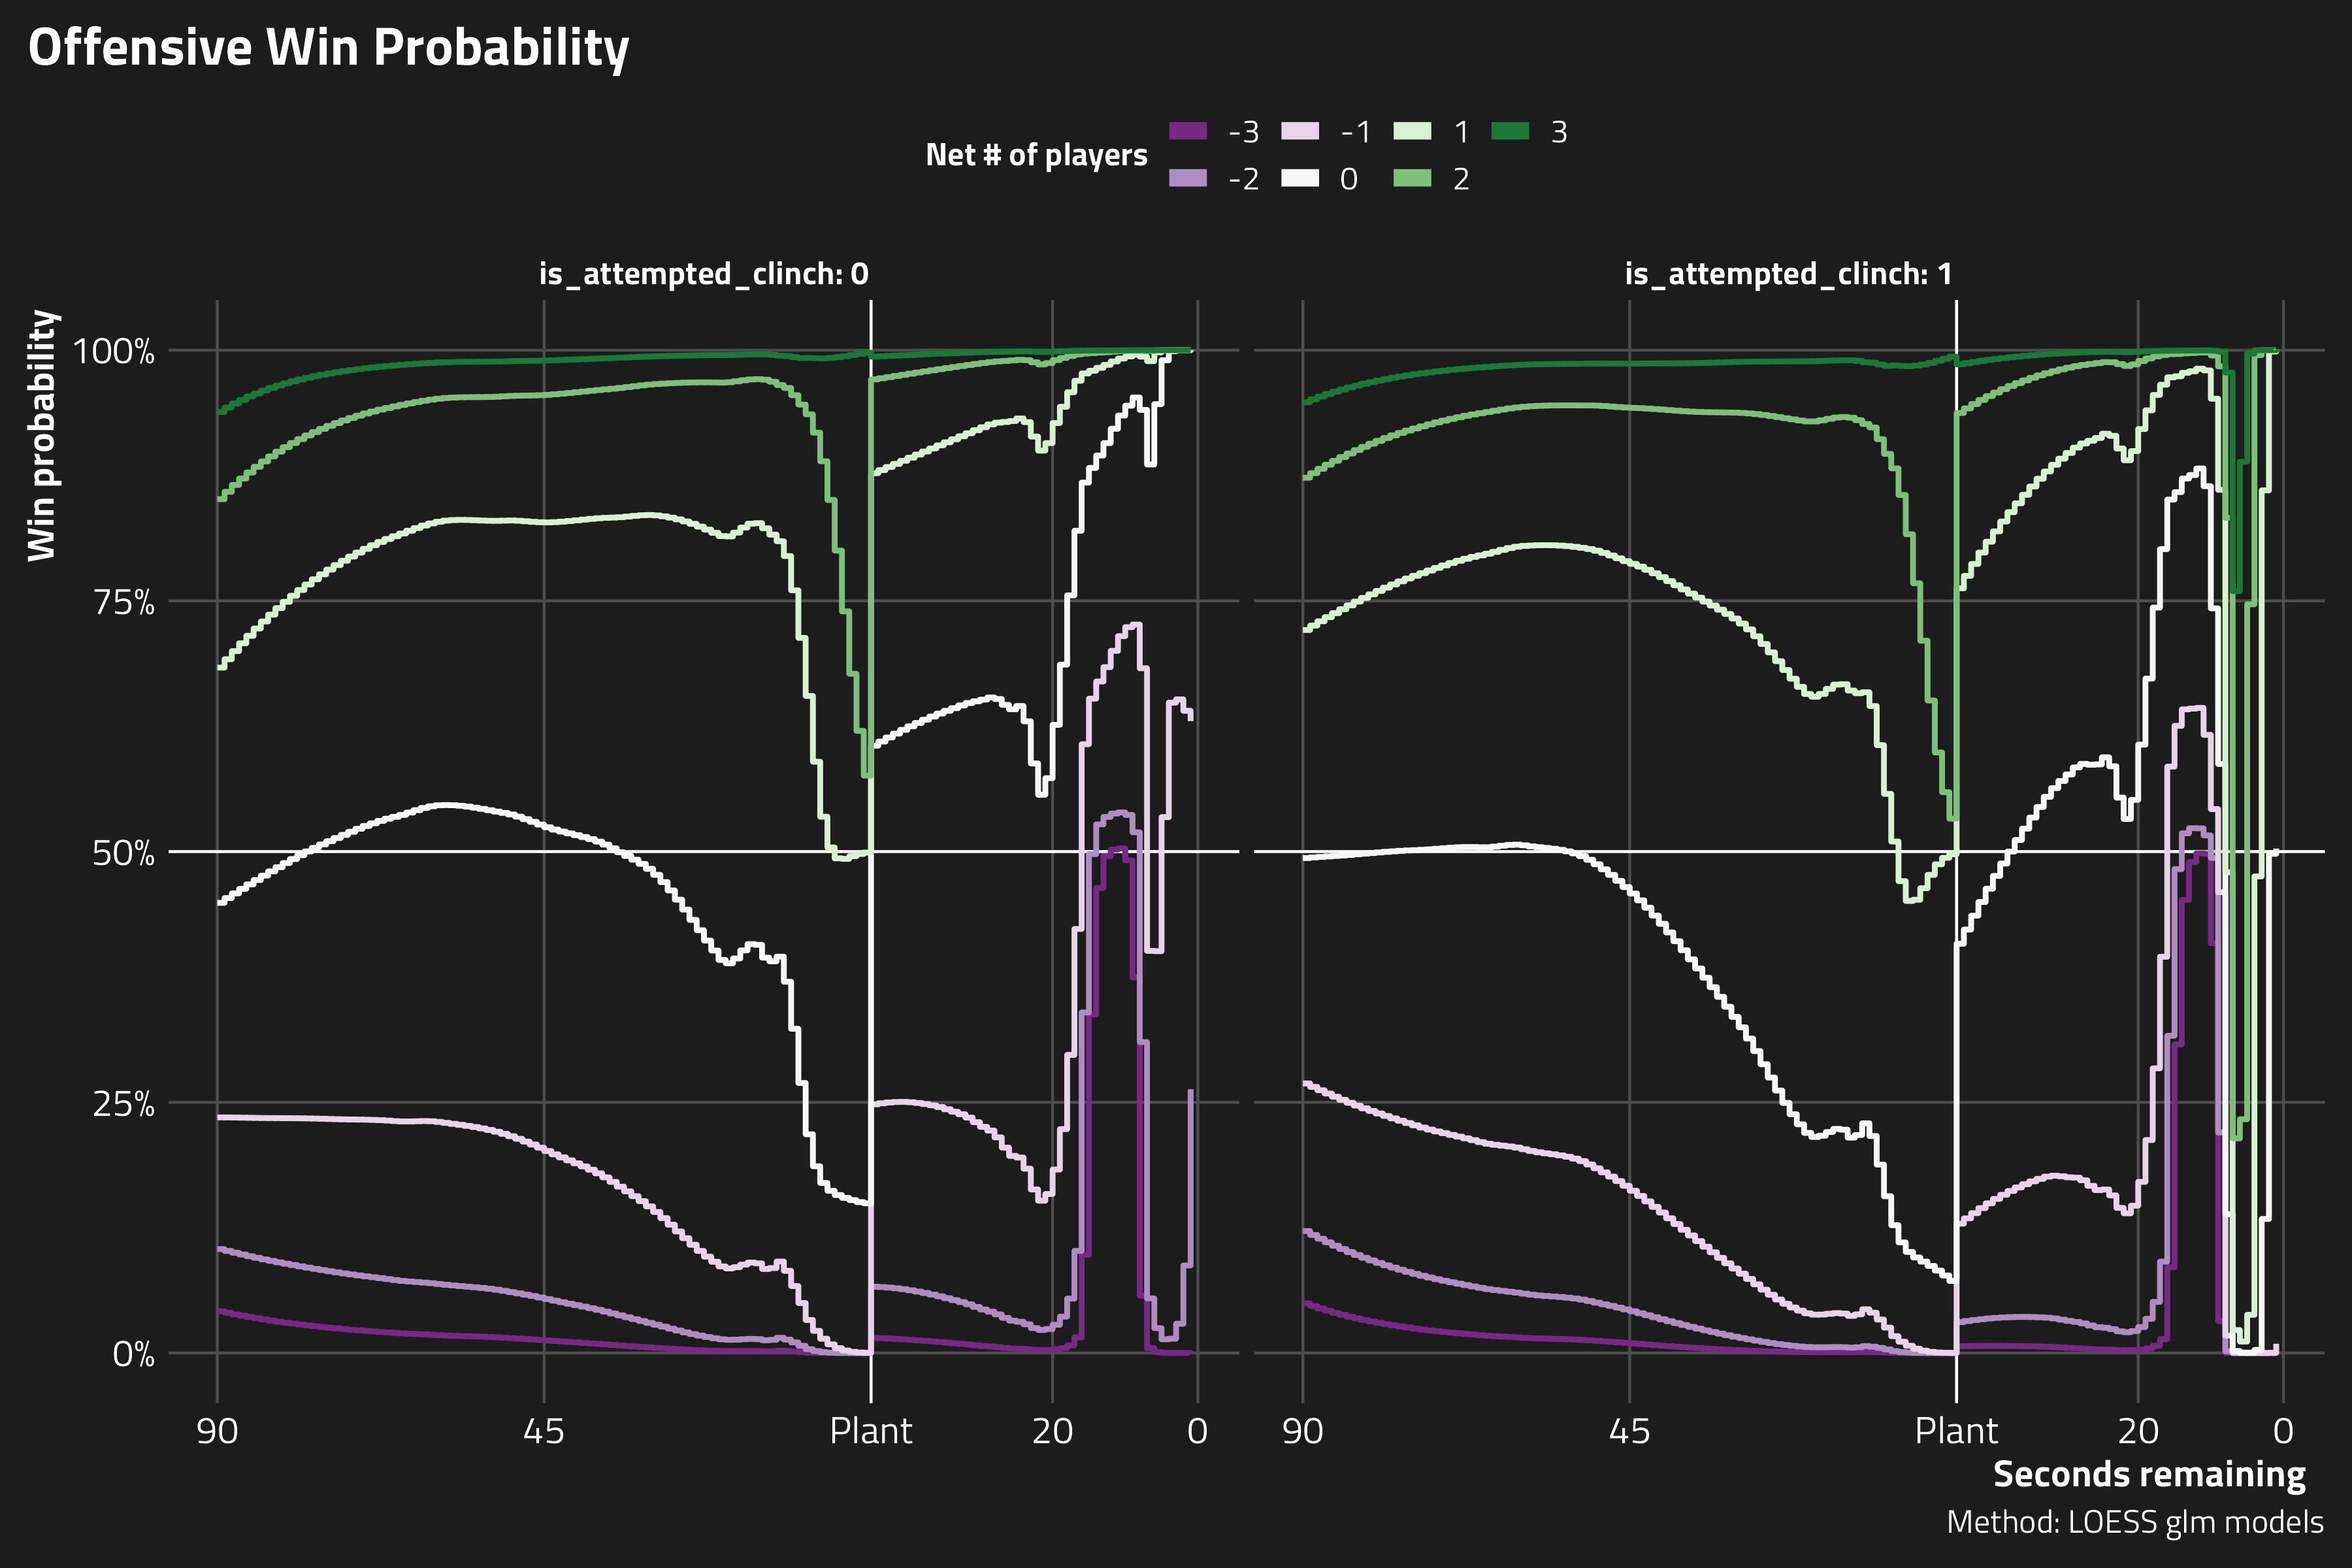 Offensive Win Probability
Net # of players
-3 -1 1 3
-2 0 2
is_attempted_clinch: 0
is_attempted_clinch: 1
Win probability
100%
75%
50%
25%
0%
90 45 Plant 20 0
90 45 Plant 20 0
Seconds remaining
Method: LOESS glm models